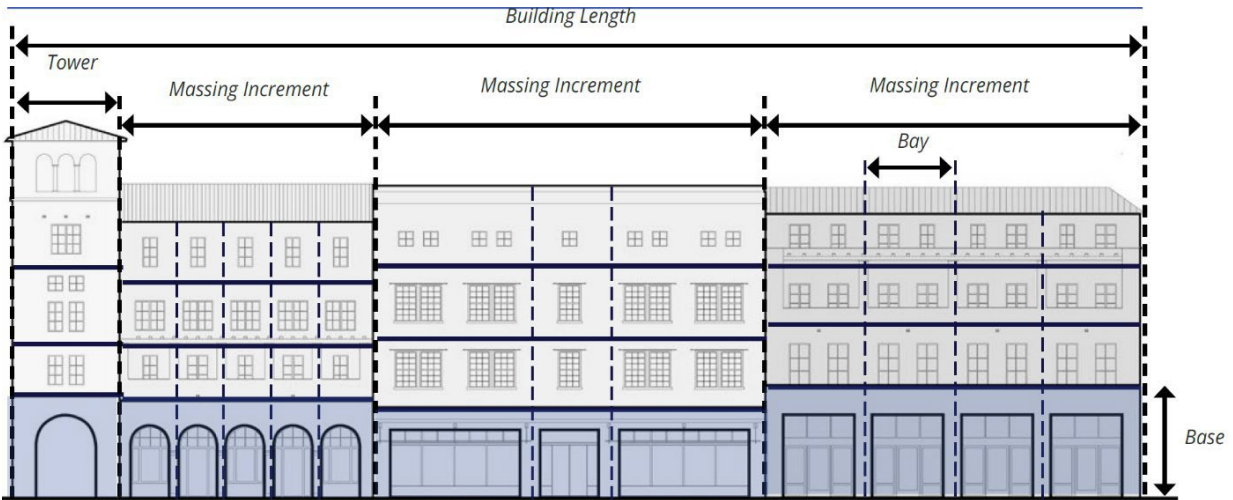 Building Length
Tower
Massing Increment
Massing Increment
Massing Increment
Bay
Base